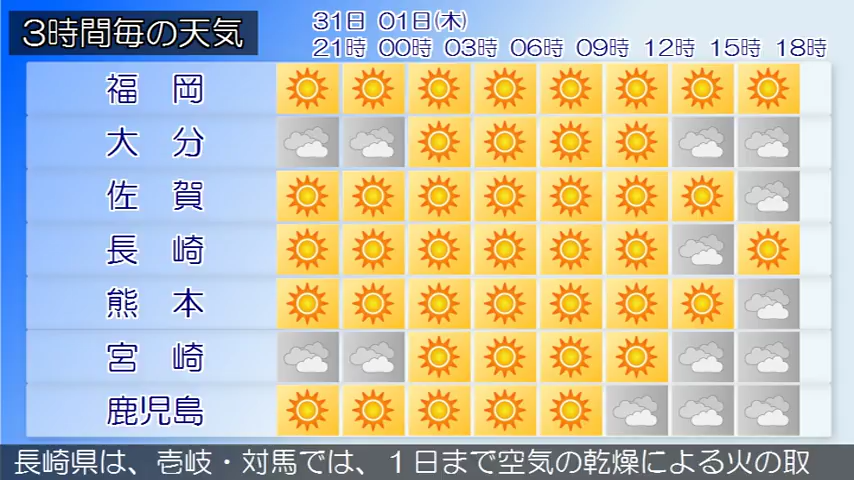 3時間毎の天気
31日 01日(木)
21時 00時 03時 06時 09時 12時 15時 18時
福岡
大分
佐賀
長崎
熊本
宮崎
鹿児島
長崎県は、壱岐・対馬では、１日まで空気の乾燥による火の取